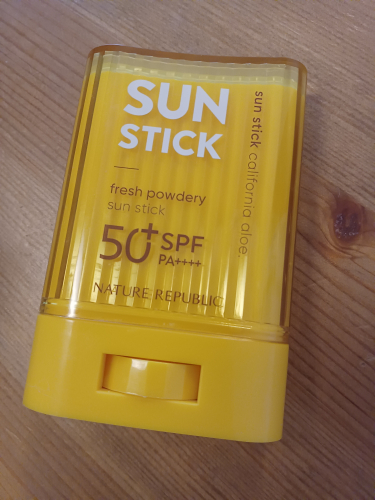 SUN
STICK
fresh powdery
sun stick
50+ SPF
PA++++
NATURE REPUBLIC
sun stick california aloe.